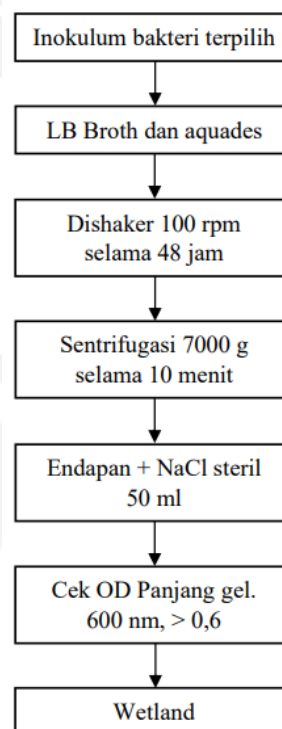 Inokulum bakteri terpilih
LB Broth dan aquades
Dishaker 100 rpm
selama 48 jam
Sentrifugasi 7000 g
selama 10 menit
Endapan + NaCl steril
50 ml
Cek OD Panjang gel.
600 nm, > 0,6
Wetland